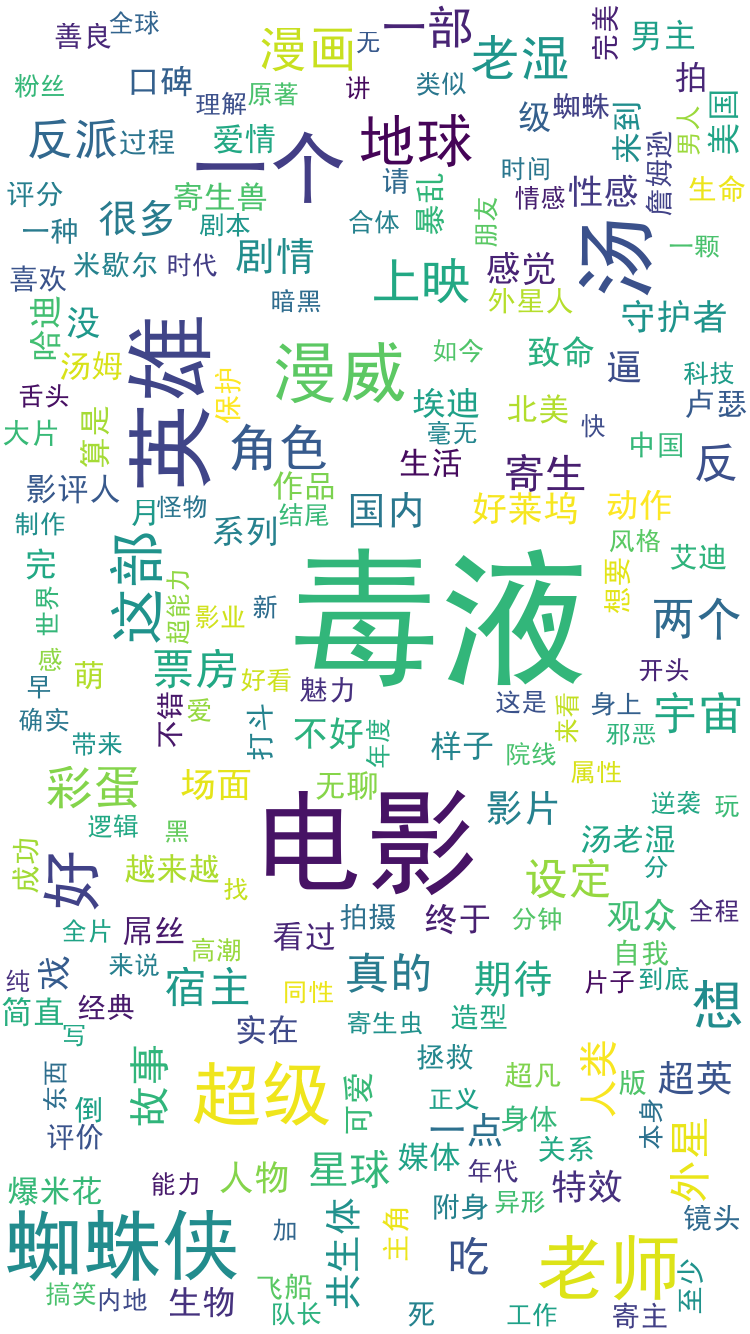 善良
全球
漫画
一部
无
老湿
完美
男主
粉丝
口碑
理解
原著
讲
类似
拍
美国
反派
过程
爱情
一个
地球
级
蜘蛛
来到
詹姆逊
男人
评分
一种
很多
寄生兽
剧本
合体
请
暴乱
朋友
时间
情感
性感
汤
生命
一颗
喜欢
米歇尔
时代
剧情
暗黑
上映
感觉
外星人
守护者
哈迪
没
英雄
漫威
如今
致命
逼
科技
汤姆
舌头
保护
埃迪
毫无
北美
快
卢瑟
大片
算是
角色
生活
寄生
中国
反
影评人
月
怪物
作品
结尾
国内
好莱坞
动作
风格
艾迪
制作
系列
完
这部
超能力
世界
影业
新
毒液
想要
两个
感
早
萌
票房
好看
魅力
开头
确实
不错
爱
打斗
不好
年度
样子
这是
来看
身上
邪恶
宇宙
带来
院线
彩蛋
场面
无聊
电影
影片
属性
逆袭
玩
逻辑
黑
汤老湿
成功
好
越来越
找
设定
分
全片
屌丝
高潮
看过
拍摄
终于
分钟
观众
全程
自我
纯
戏
来说
宿主
同性
真的
期待
片子
到底
想
简直
经典
写
实在
寄生虫
造型
东西
倒
故事
拯救
超凡
人类
版
超英
评价
超级
可爱
正义
一点
身体
本身
关系
爆米花
能力
人物
星球
媒体
年代
特效
外星
附身
异形
镜头
蜘蛛侠
加
共生体
主角
吃
老师
至少
搞笑
内地
生物
飞船
队长
死
工作
寄主